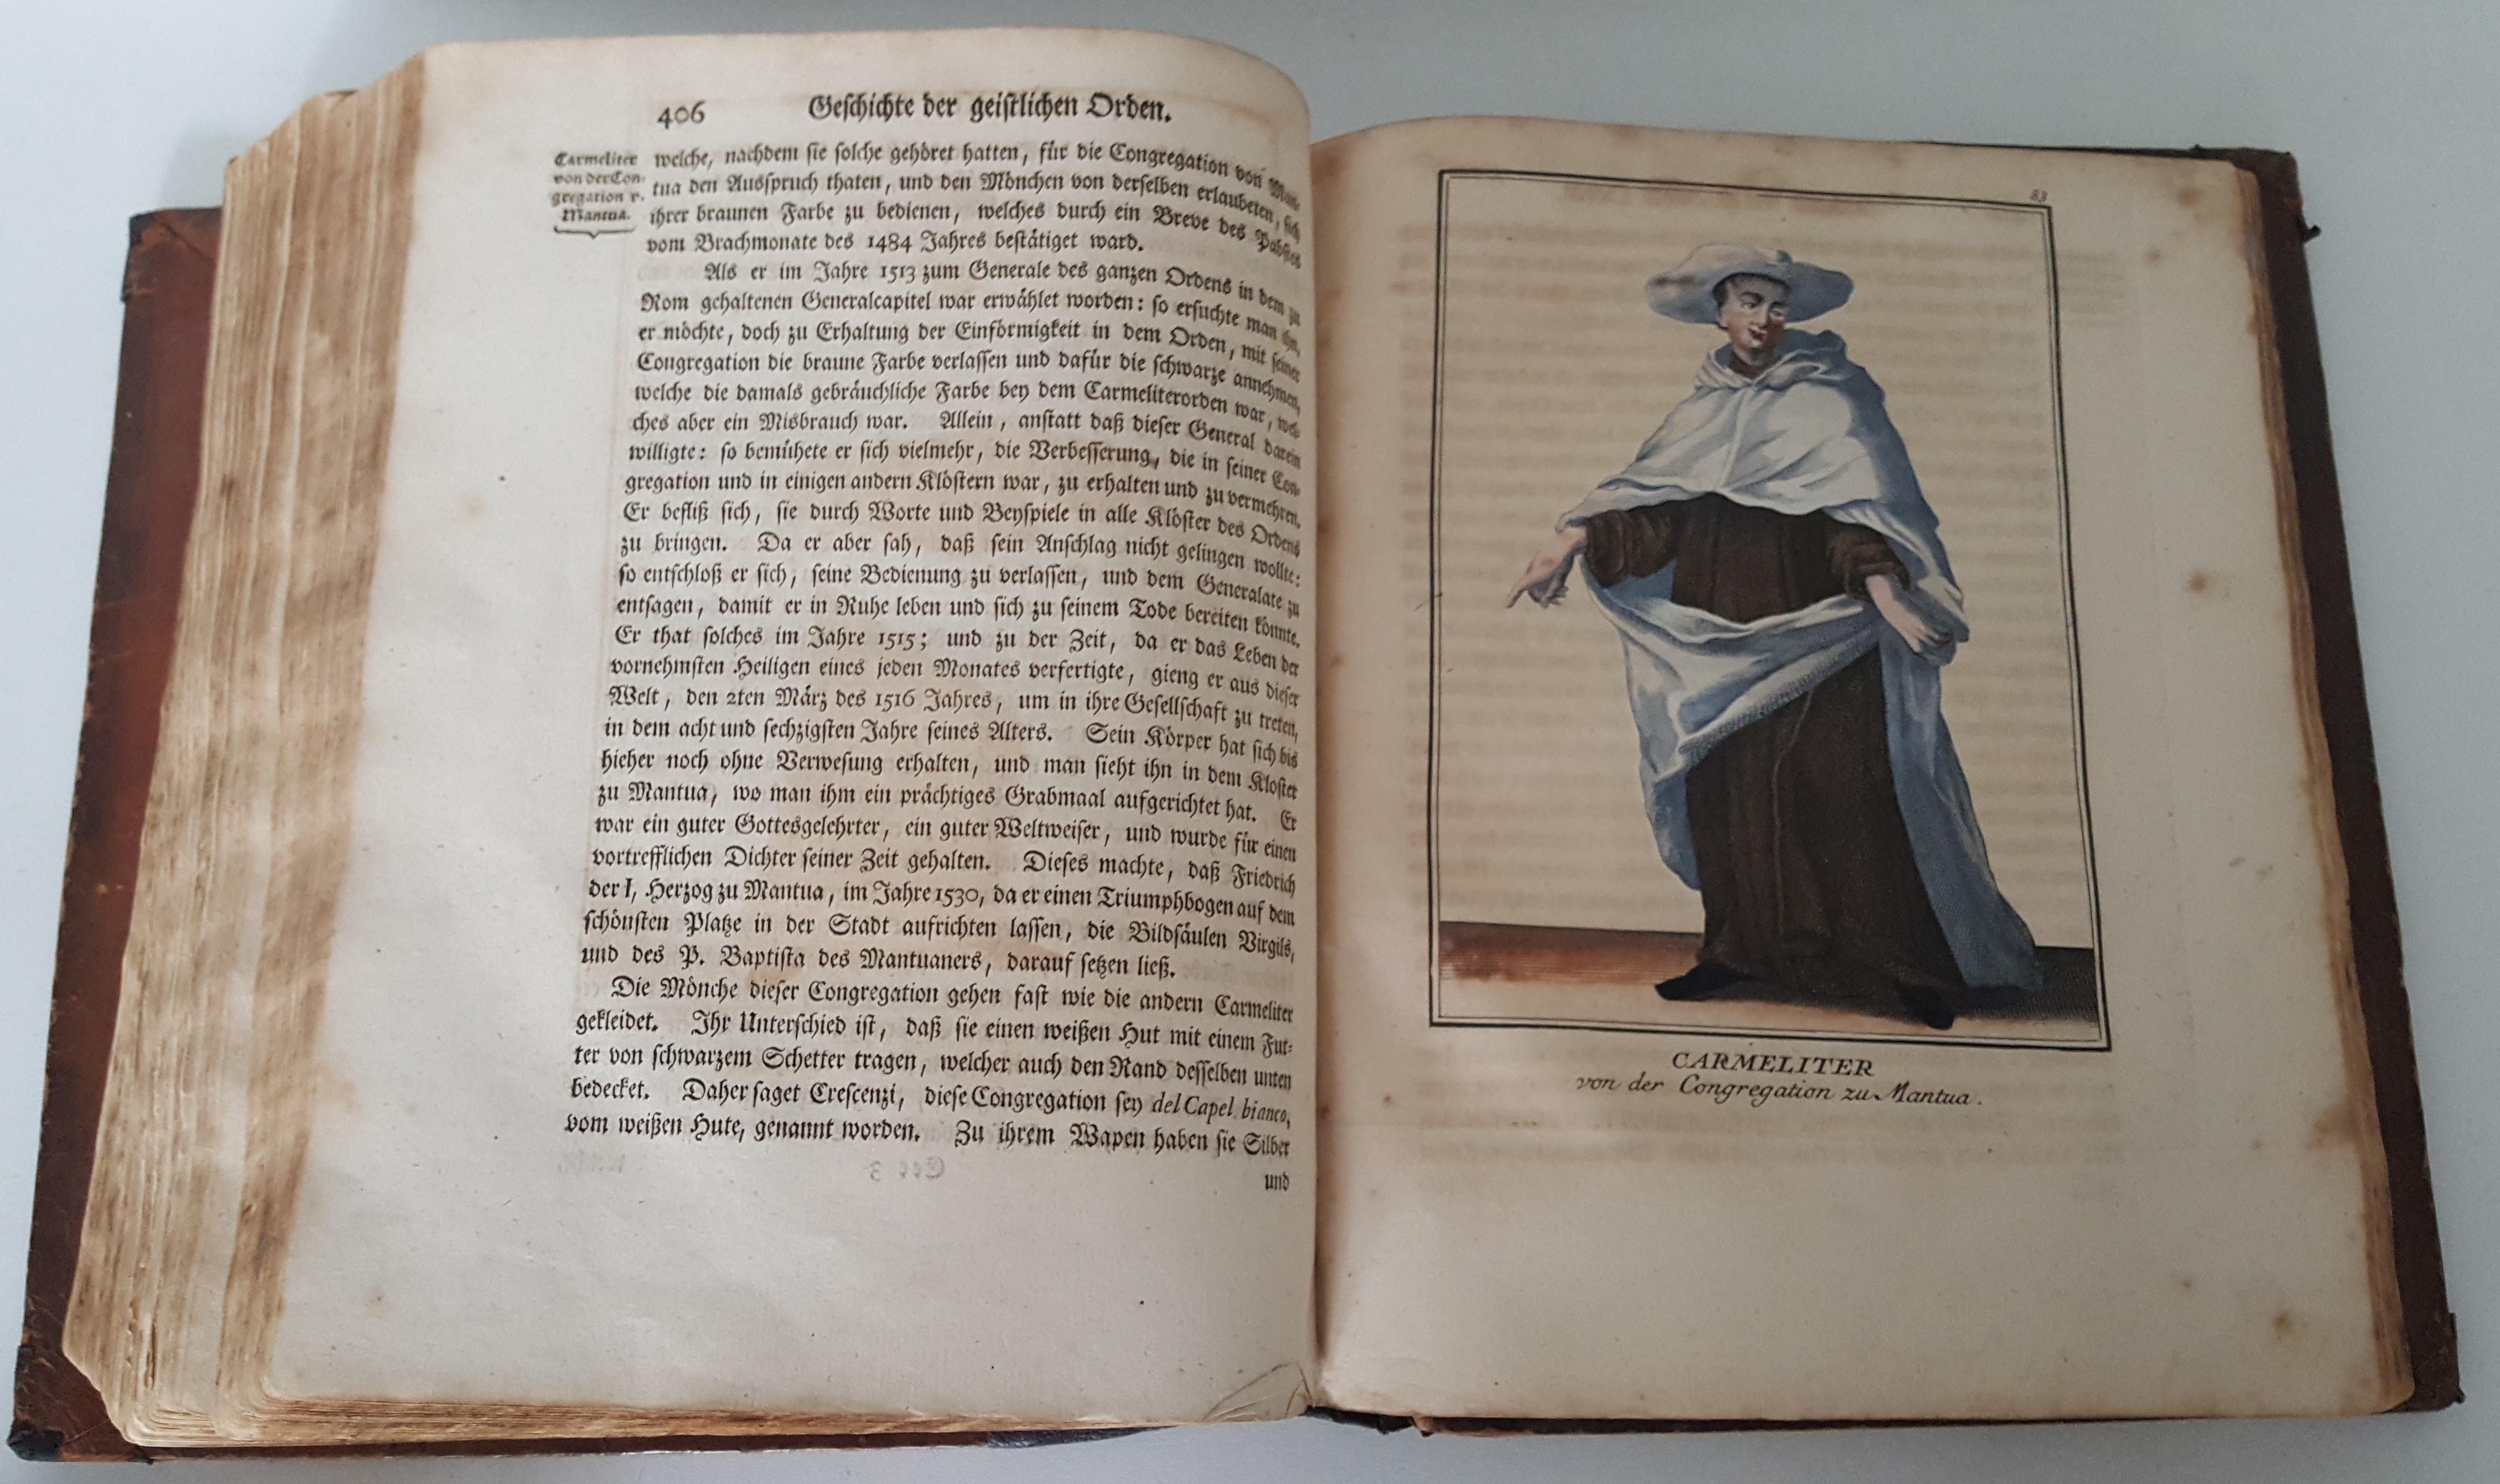 406 Geschichte der geistlichen Orden.
Carmeliter
von der Con-
gregation v.
Mantua.
welche, nachdem sie solche gehöret hatten, für die Congregation von Man-
tua den Ausspruch thaten, und den Mönchen von derselben erlaubeten, sich
ihrer braunen Farbe zu bedienen, welches durch ein Breve des Pabstes
vom Brachmonate des 1484 Jahres bestätiget ward.
Als er im Jahre 1513 zum Generale des ganzen Ordens in dem zu
Rom gehaltenen Generalcapitel war erwählet worden: so ersuchte man ihn,
er möchte, doch zu Erhaltung der Einförmigkeit in dem Orden, mit seiner
Congregation die braune Farbe verlassen und dafür die schwarze annehmen,
welche die damals gebräuchliche Farbe bey dem Carmeliterorden war, wel-
ches aber ein Misbrauch war. Allein, anstatt daß dieser General darein
willigte: so bemühete er sich vielmehr, die Verbesserung, die in seiner Con-
gregation und in einigen andern Klöstern war, zu erhalten und zu vermehren.
Er befliß sich, sie durch Worte und Beyspiele in alle Klöster des Ordens
zu bringen. Da er aber sah, daß sein Anschlag nicht gelingen wollte:
so entschloß er sich, seine Bedienung zu verlassen, und dem Generalate zu
entsagen, damit er in Ruhe leben und sich zu seinem Tode bereiten könnte.
Er that solches im Jahre 1515; und zu der Zeit, da er das Leben der
vornehmsten Heiligen eines jeden Monates verfertigte, gieng er aus dieser
Welt, den 2ten März des 1516 Jahres, um in ihre Gesellschaft zu treten,
in dem acht und sechzigsten Jahre seines Alters. Sein Körper hat sich bis
hieher noch ohne Verwesung erhalten, und man sieht ihn in dem Kloster
zu Mantua, wo man ihm ein prächtiges Grabmaal aufgerichtet hat. Er
war ein guter Gottesgelehrter, ein guter Weltweiser, und wurde für einen
vortrefflichen Dichter seiner Zeit gehalten. Dieses machte, daß Friedrich
der I, Herzog zu Mantua, im Jahre 1530, da er einen Triumphbogen auf dem
schönsten Platze in der Stadt aufrichten lassen, die Bildsäulen Virgils,
und des P. Baptista des Mantuaners, darauf setzen ließ.
Die Mönche dieser Congregation gehen fast wie die andern Carmeliter
gekleidet. Ihr Unterschied ist, daß sie einen weißen Hut mit einem Fut-
ter von schwarzem Schetter tragen, welcher auch den Rand desselben unten
bedecket. Daher saget Crescenzi, diese Congregation sey del Capel bianco,
vom weißen Hute, genannt worden. Zu ihrem Wapen haben sie Silber
und
83
CARMELITER
von der Congregation zu Mantua.